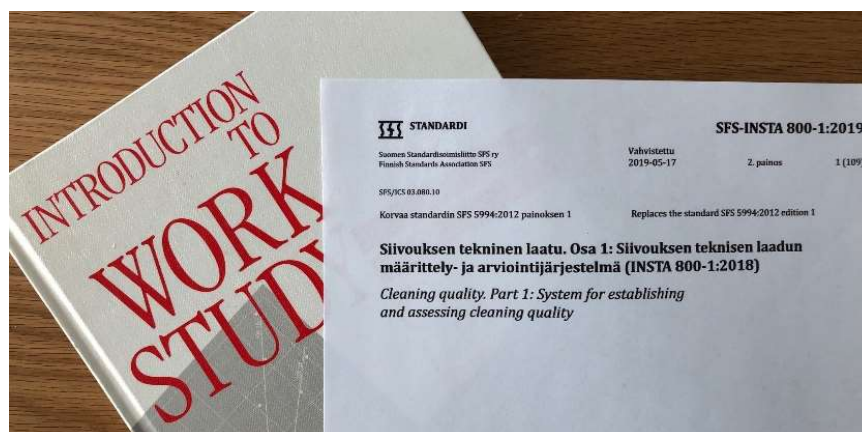 INTRODUCTION
TO
WORK
STUDY
SFS STANDARDI
SFS-INSTA 800-1:2019
Suomen Standardisoimisliitto SFS ry
Finnish Standards Association SFS
Vahvistettu
2019-05-17
2. painos
1 (109)
SFS/ICS 03.080.10
Korvaa standardin SFS 5994:2012 painoksen 1
Replaces the standard SFS 5994:2012 edition 1
Siivouksen tekninen laatu. Osa 1: Siivouksen teknisen laadun
määrittely- ja arviointijärjestelmä (INSTA 800-1:2018)
Cleaning quality. Part 1: System for establishing
and assessing cleaning quality